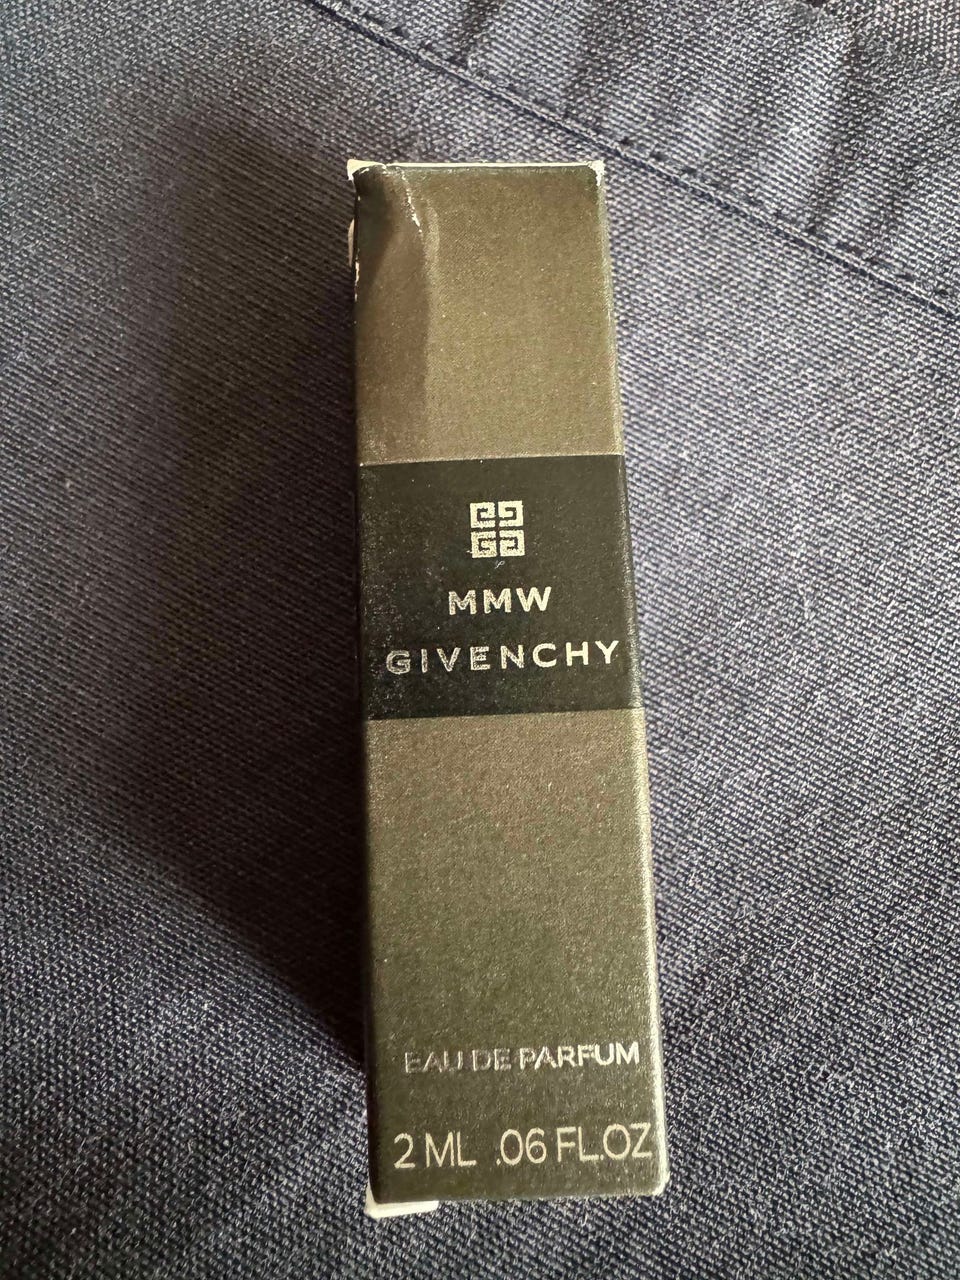 MMW
GIVENCHY
EAU DE PARFUM
2 ML .06 FL.OZ